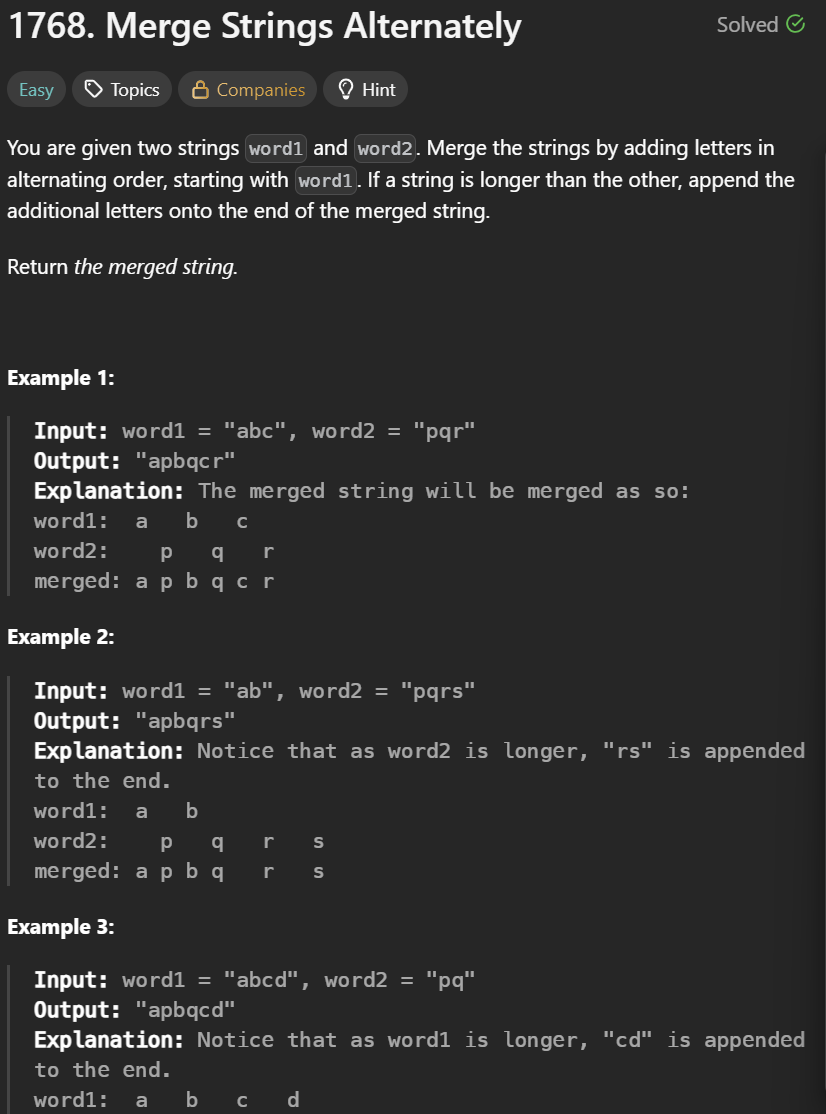 1768. Merge Strings Alternately
Solved
Easy Topics Companies Hint
You are given two strings word1 and word2. Merge the strings by adding letters in
alternating order, starting with word1. If a string is longer than the other, append the
additional letters onto the end of the merged string.
Return the merged string.
Example 1:
Input: word1 = "abc", word2 = "pqr"
Output: "apbqcr"
Explanation: The merged string will be merged as so:
word1:  a   b   c
word2:    p   q   r
merged: a p b q c r
Example 2:
Input: word1 = "ab", word2 = "pqrs"
Output: "apbqrs"
Explanation: Notice that as word2 is longer, "rs" is appended
to the end.
word1:  a   b
word2:    p   q   r   s
merged: a p b q   r   s
Example 3:
Input: word1 = "abcd", word2 = "pq"
Output: "apbqcd"
Explanation: Notice that as word1 is longer, "cd" is appended
to the end.
word1:  a   b   c   d